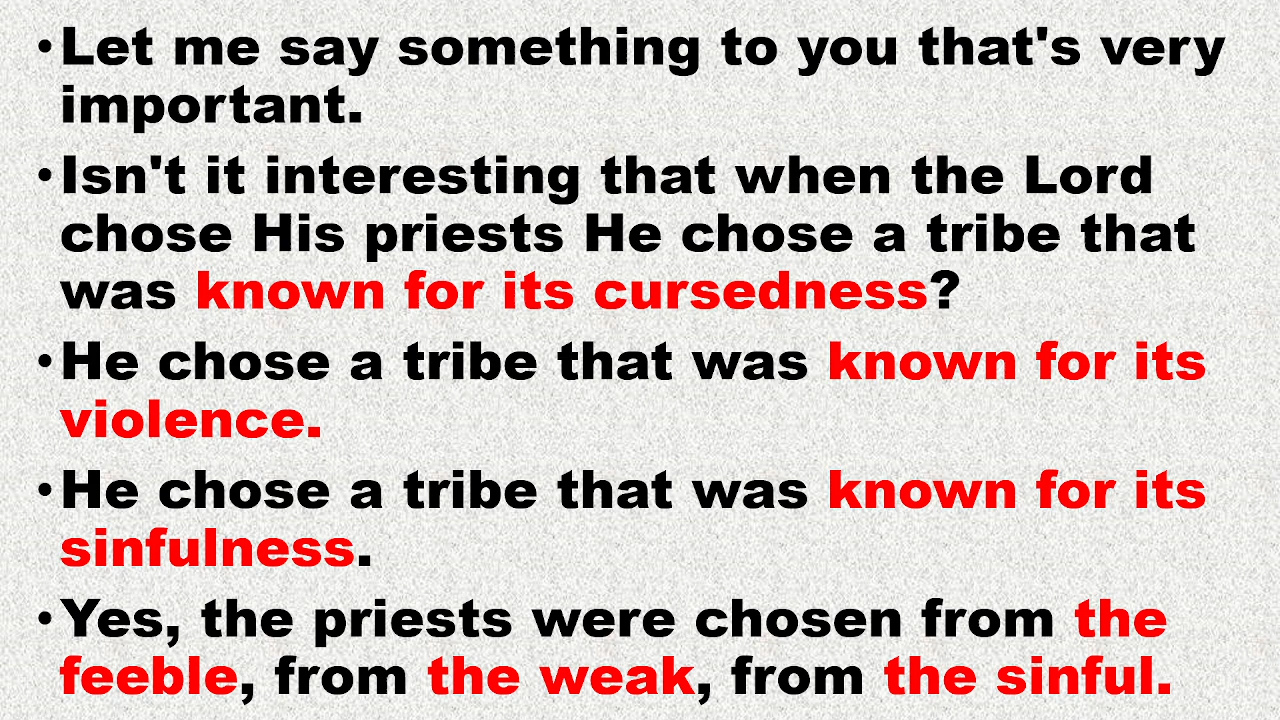 • Let me say something to you that's very
important.
• Isn't it interesting that when the Lord
chose His priests He chose a tribe that
was known for its cursedness?
• He chose a tribe that was known for its
violence.
• He chose a tribe that was known for its
sinfulness.
• Yes, the priests were chosen from the
feeble, from the weak, from the sinful.